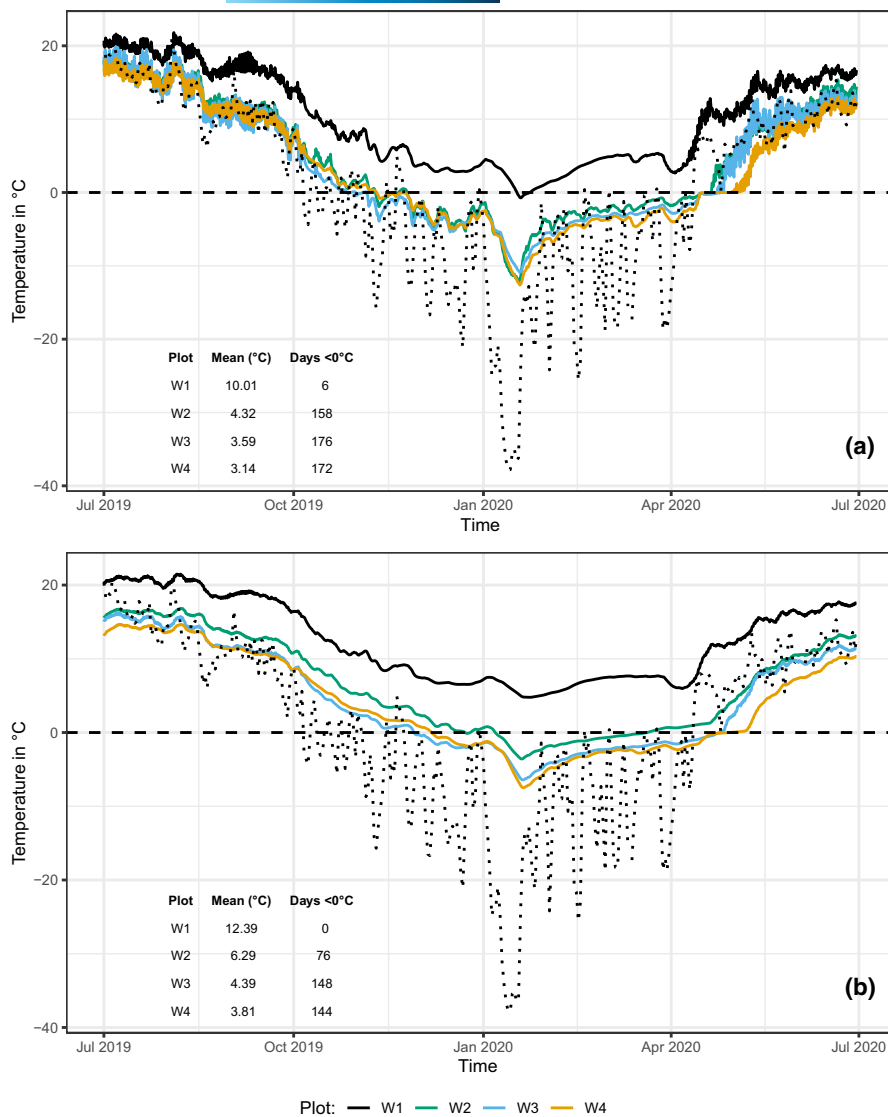 20
0
−20
−40
Temperature in °C
Plot Mean (°C) Days <0°C
W1 10.01 6
W2 4.32 158
W3 3.59 176
W4 3.14 172
(a)
Jul 2019 Oct 2019 Jan 2020 Apr 2020 Jul 2020
Time
20
0
−20
−40
Temperature in °C
Plot Mean (°C) Days <0°C
W1 12.39 0
W2 6.29 76
W3 4.39 148
W4 3.81 144
(b)
Jul 2019 Oct 2019 Jan 2020 Apr 2020 Jul 2020
Time
Plot: W1 W2 W3 W4